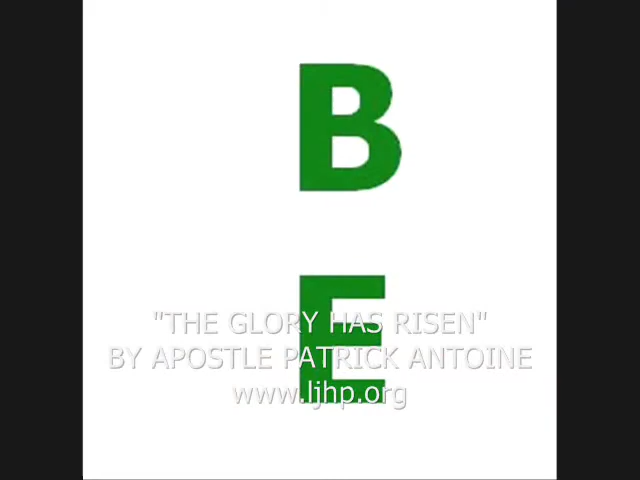 B
E
"THE GLORY HAS RISEN"
BY APOSTLE PATRICK ANTOINE
www.ljhp.org